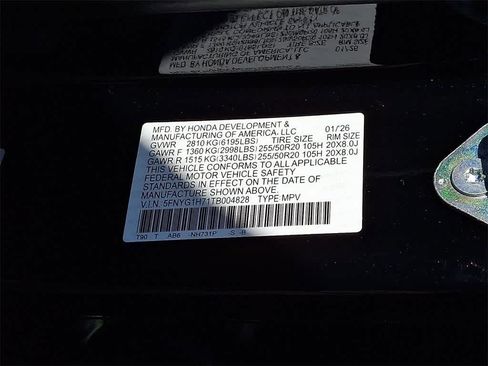 MFD. BY HONDA DEVELOPMENT & 01/26
MANUFACTURING OF AMERICA, LLC
GVWR 2810 KG(6195LBS) TIRE SIZE RIM SIZE
GAWR F 1360 KG(2998LBS) 255/50R20 105H 20X8.0J
GAWR R 1515 KG(3340LBS) 255/50R20 105H 20X8.0J
THIS VEHICLE CONFORMS TO ALL APPLICABLE
FEDERAL MOTOR VEHICLE SAFETY
STANDARDS IN EFFECT ON THE DATE OF
MANUFACTURE SHOWN ABOVE.
V.I.N. 5FNYG1H71TB004828 TYPE MPV
T90 T AB6 NH731P -S -B